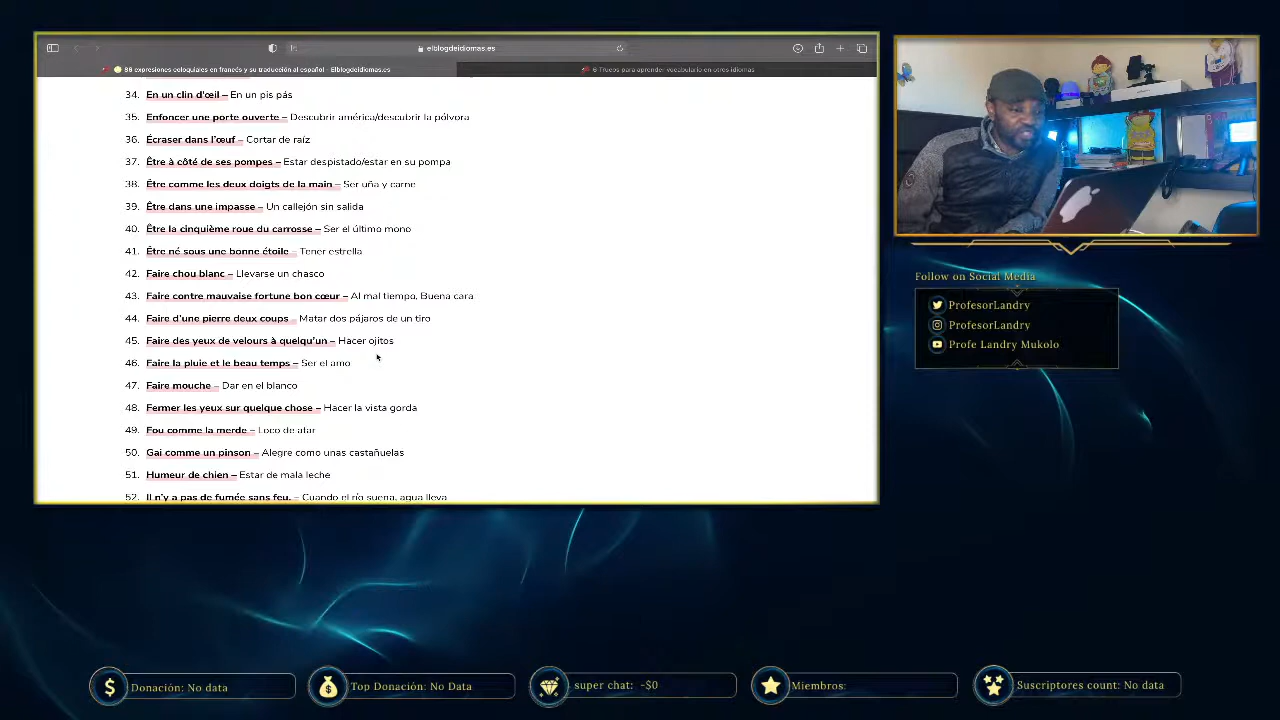 elblogdeidiomas.es
86 expresiones coloquiales en francés y su traducción al español - Elblogdeidiomas.es
6 Trucos para aprender vocabulario en otros idiomas
34. En un clin d'œil – En un pis pás
35. Enfoncer une porte ouverte – Descubrir américa/descubrir la pólvora
36. Écraser dans l'œuf – Cortar de raíz
37. Être à côté de ses pompes – Estar despistado/estar en su pompa
38. Être comme les deux doigts de la main – Ser uña y carne
39. Être dans une impasse – Un callejón sin salida
40. Être la cinquième roue du carrosse – Ser el último mono
41. Être né sous une bonne étoile – Tener estrella
42. Faire chou blanc – Llevarse un chasco
43. Faire contre mauvaise fortune bon cœur – Al mal tiempo, Buena cara
44. Faire d'une pierre deux coups – Matar dos pájaros de un tiro
45. Faire des yeux de velours à quelqu'un – Hacer ojitos
46. Faire la pluie et le beau temps – Ser el amo
47. Faire mouche – Dar en el blanco
48. Fermer les yeux sur quelque chose – Hacer la vista gorda
49. Fou comme la merde – Loco de atar
50. Gai comme un pinson – Alegre como unas castañuelas
51. Humeur de chien – Estar de mala leche
52. Il n'y a pas de fumée sans feu. – Cuando el río suena, agua lleva
Follow on Social Media
ProfesorLandry
ProfesorLandry
Profe Landry Mukolo
Donación: No data
Top Donación: No Data
super chat: -$0
Miembros:
Suscriptores count: No data